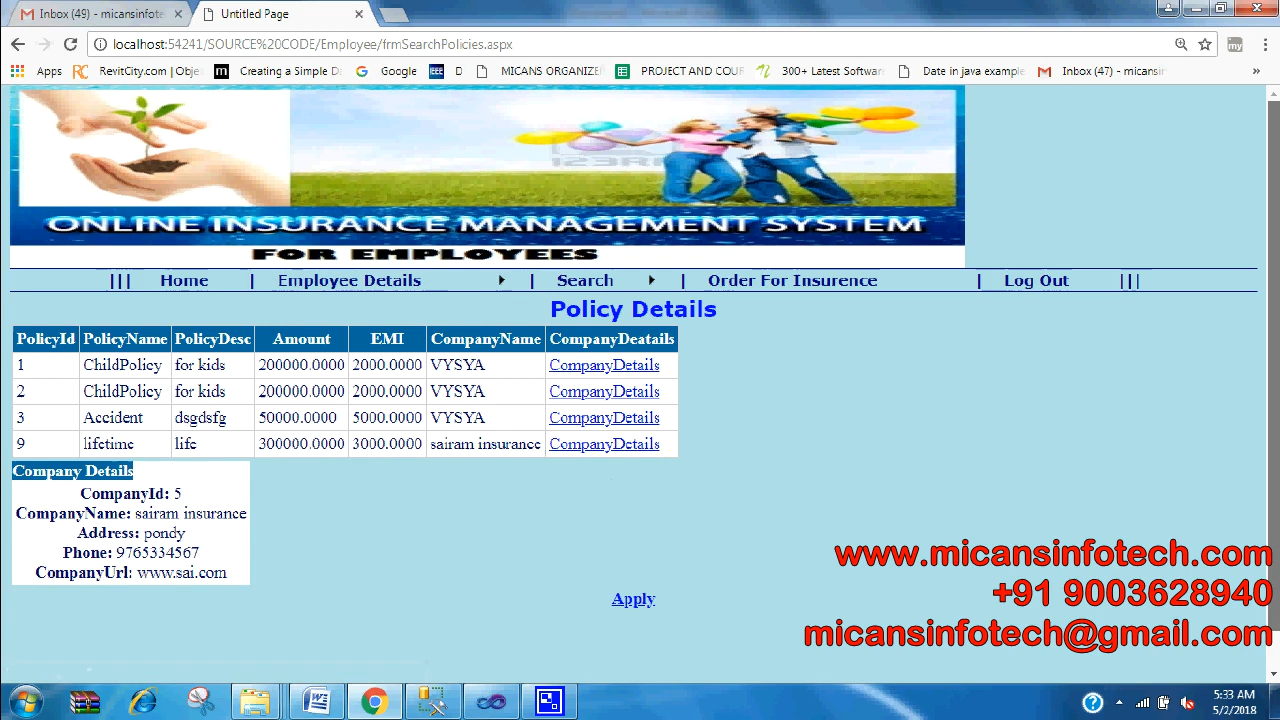 Inbox (49) - micansinfote
Untitled Page
localhost:54241/SOURCE%20CODE/Employee/frmSearchPolicies.aspx
Apps
RevitCity.com | Obje
Creating a Simple D
Google
IEEE
D
MICANS ORGANIZER
PROJECT AND COUR
300+ Latest Softwar
Date in java example
Inbox (47) - micansir
»
123R
ONLINE INSURANCE MANAGEMENT SYSTEM
FOR EMPLOYEES
||| Home | Employee Details | Search | Order For Insurence | Log Out |||
Policy Details
PolicyId PolicyName PolicyDesc Amount EMI CompanyName CompanyDeatails
1 ChildPolicy for kids 200000.0000 2000.0000 VYSYA CompanyDetails
2 ChildPolicy for kids 200000.0000 2000.0000 VYSYA CompanyDetails
3 Accident dsgdsfg 50000.0000 5000.0000 VYSYA CompanyDetails
9 lifetime life 300000.0000 3000.0000 sairam insurance CompanyDetails
Company Details
CompanyId: 5
CompanyName: sairam insurance
Address: pondy
Phone: 9765334567
CompanyUrl: www.sai.com
Apply
www.micansinfotech.com
+91 9003628940
micansinfotech@gmail.com
5:33 AM
5/2/2018